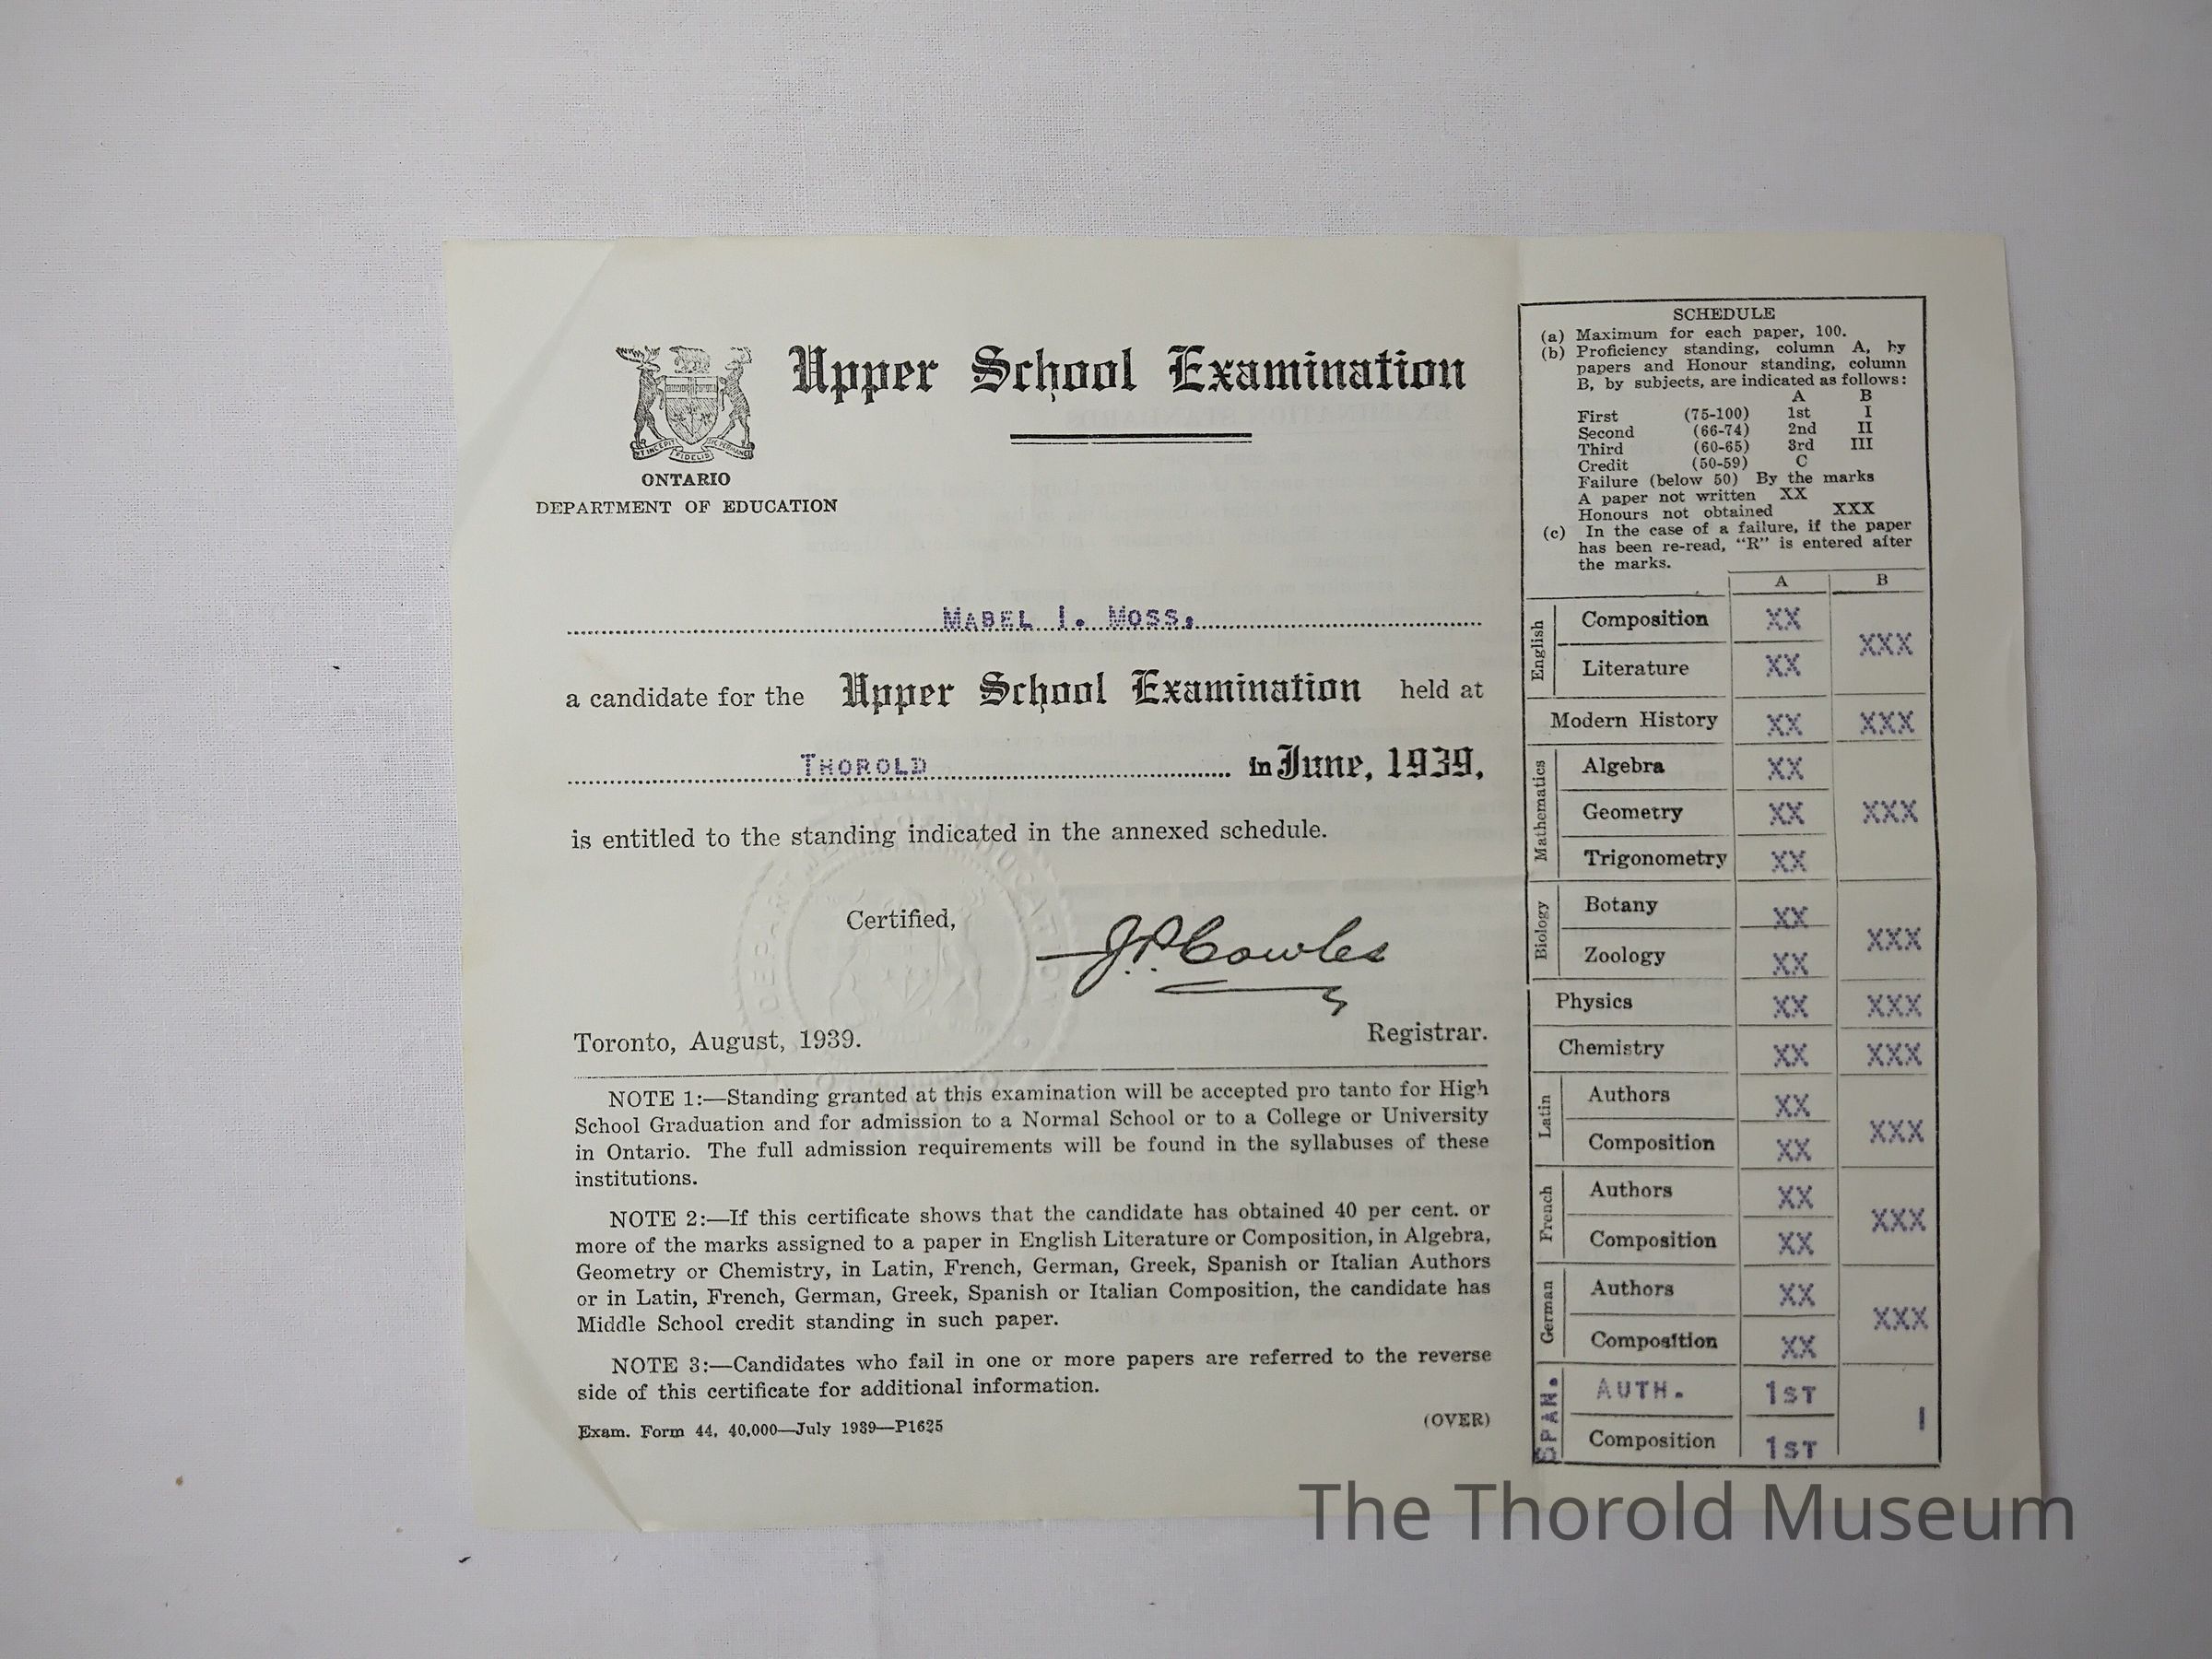 Upper School Examination
ONTARIO
DEPARTMENT OF EDUCATION
MABEL I. MOSS,
a candidate for the Upper School Examination held at
THOROLD in June, 1939,
is entitled to the standing indicated in the annexed schedule.
Certified,
J.P. Cowles
Toronto, August, 1939.
Registrar.
NOTE 1:—Standing granted at this examination will be accepted pro tanto for High
School Graduation and for admission to a Normal School or to a College or University
in Ontario. The full admission requirements will be found in the syllabuses of these
institutions.
NOTE 2:—If this certificate shows that the candidate has obtained 40 per cent. or
more of the marks assigned to a paper in English Literature or Composition, in Algebra,
Geometry or Chemistry, in Latin, French, German, Greek, Spanish or Italian Authors
or in Latin, French, German, Greek, Spanish or Italian Composition, the candidate has
Middle School credit standing in such paper.
NOTE 3:—Candidates who fail in one or more papers are referred to the reverse
side of this certificate for additional information.
Exam. Form 44, 40,000—July 1939—P1625
(OVER)
SCHEDULE
(a) Maximum for each paper, 100.
(b) Proficiency standing, column A, by
papers and Honour standing, column
B, by subjects, are indicated as follows:
A B
First (75-100) 1st I
Second (66-74) 2nd II
Third (60-65) 3rd III
Credit (50-59) C
Failure (below 50) By the marks
A paper not written XX
Honours not obtained XXX
(c) In the case of a failure, if the paper
has been re-read, "R" is entered after
the marks.
A B
English
Composition XX
XXX
Literature XX
Modern History XX XXX
Mathematics
Algebra XX
Geometry XX XXX
Trigonometry XX
Biology
Botany XX
XXX
Zoology XX
Physics XX XXX
Chemistry XX XXX
Latin
Authors XX
XXX
Composition XX
French
Authors XX
XXX
Composition XX
German
Authors XX
XXX
Composition XX
SPAN.
AUTH. 1ST
I
Composition 1ST
The Thorold Museum